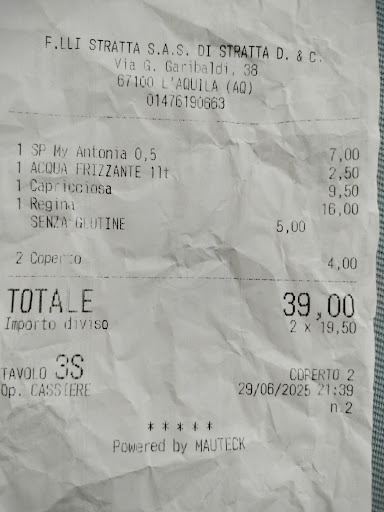 F.LLI STRATTA S.A.S. DI STRATTA D. & C.
Via G. Garibaldi, 38
67100 L'AQUILA (AQ)
01476190663
1 SP My Antonia 0,5 7,00
1 ACQUA FRIZZANTE 1lt 2,50
1 Capricciosa 9,50
1 Regina 16,00
SENZA GLUTINE 5,00
2 Coperto 4,00
TOTALE 39,00
Importo diviso 2 x 19,50
TAVOLO 3S COPERTO 2
Op. CASSIERE 29/06/2025 21:39
n.2
* * * * *
Powered by MAUTECK